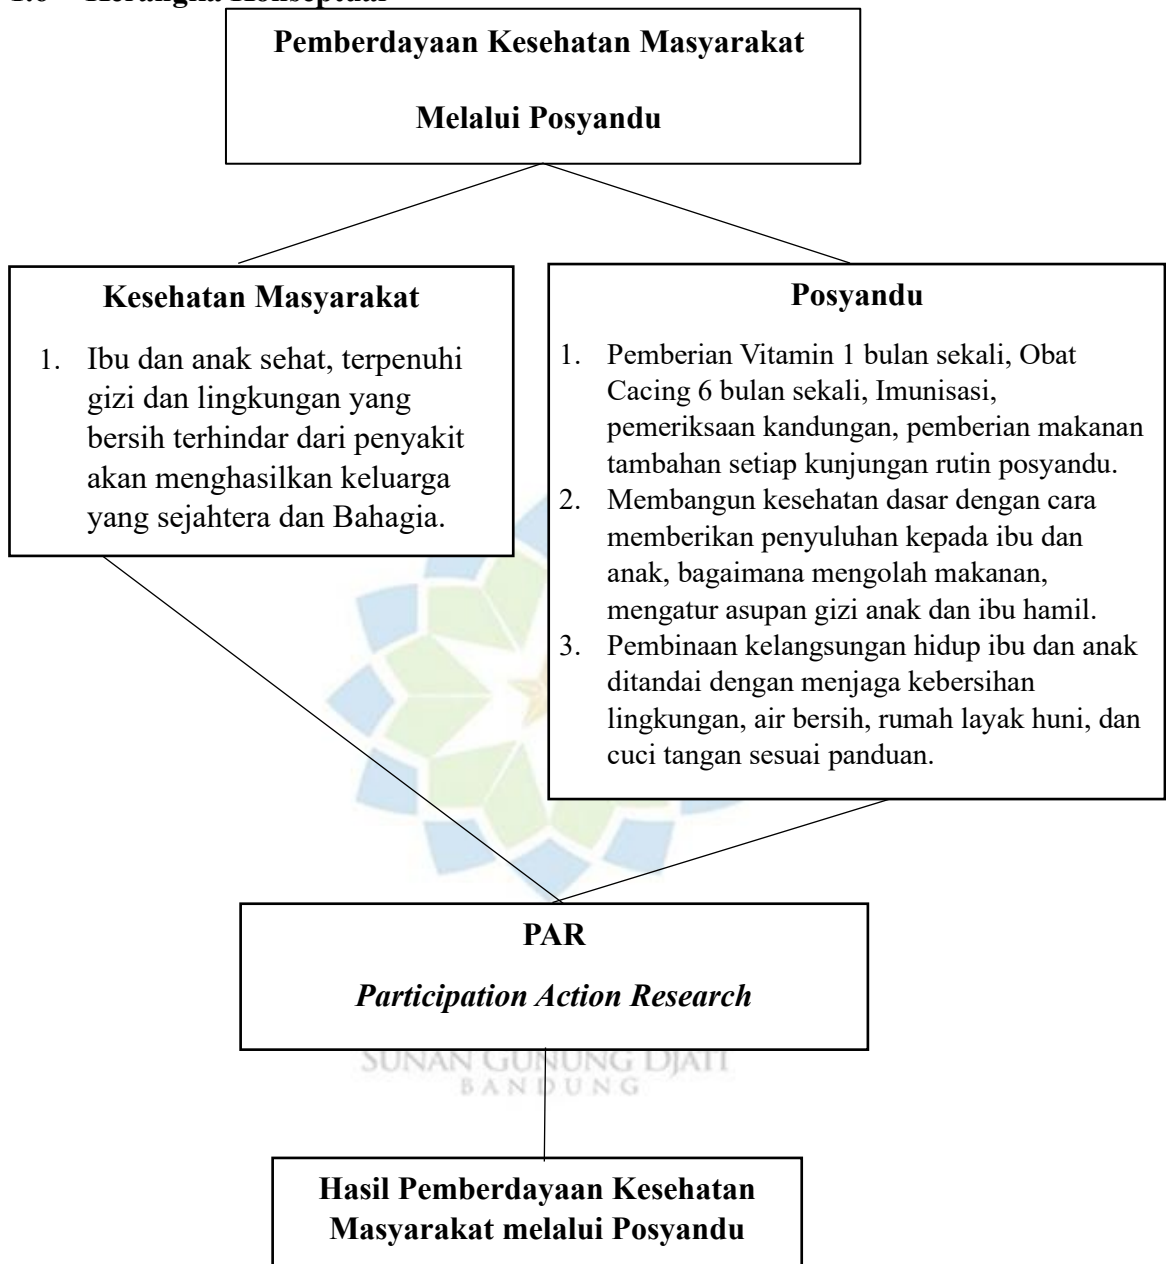 Pemberdayaan Kesehatan Masyarakat
Melalui Posyandu
Kesehatan Masyarakat
1. Ibu dan anak sehat, terpenuhi
gizi dan lingkungan yang
bersih terhindar dari penyakit
akan menghasilkan keluarga
yang sejahtera dan Bahagia.
Posyandu
1. Pemberian Vitamin 1 bulan sekali, Obat
Cacing 6 bulan sekali, Imunisasi,
pemeriksaan kandungan, pemberian makanan
tambahan setiap kunjungan rutin posyandu.
2. Membangun kesehatan dasar dengan cara
memberikan penyuluhan kepada ibu dan
anak, bagaimana mengolah makanan,
mengatur asupan gizi anak dan ibu hamil.
3. Pembinaan kelangsungan hidup ibu dan anak
ditandai dengan menjaga kebersihan
lingkungan, air bersih, rumah layak huni, dan
cuci tangan sesuai panduan.
PAR
Participation Action Research
SUNAN GUNUNG DJATI
BANDUNG
Hasil Pemberdayaan Kesehatan
Masyarakat melalui Posyandu